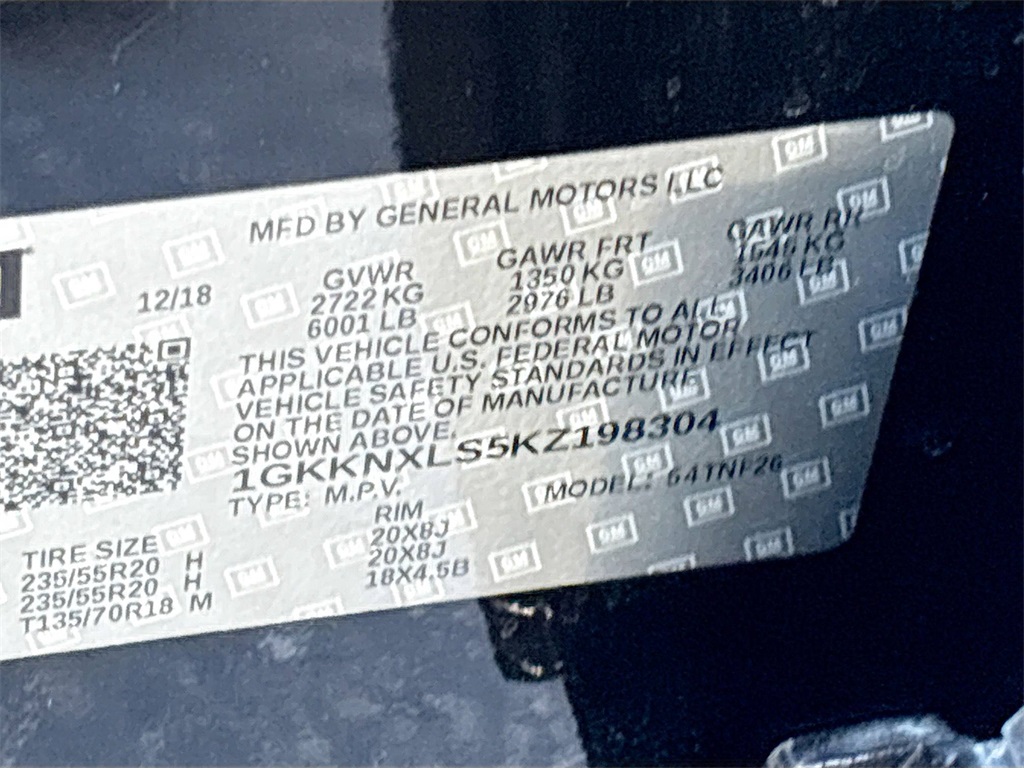 MFD BY GENERAL MOTORS LLC
12/18
GVWR GAWR FRT GAWR RR
2722 KG 1350 KG 1545 KG
6001 LB 2976 LB 3406 LB
THIS VEHICLE CONFORMS TO ALL
APPLICABLE U.S. FEDERAL MOTOR
VEHICLE SAFETY STANDARDS IN EFFECT
ON THE DATE OF MANUFACTURE
SHOWN ABOVE.
1GKKNXLS5KZ198304
TYPE: M.P.V. MODEL:
TIRE SIZE RIM
235/55R20 H 20X8J
235/55R20 H 20X8J
T135/70R18 M 18X4.5B